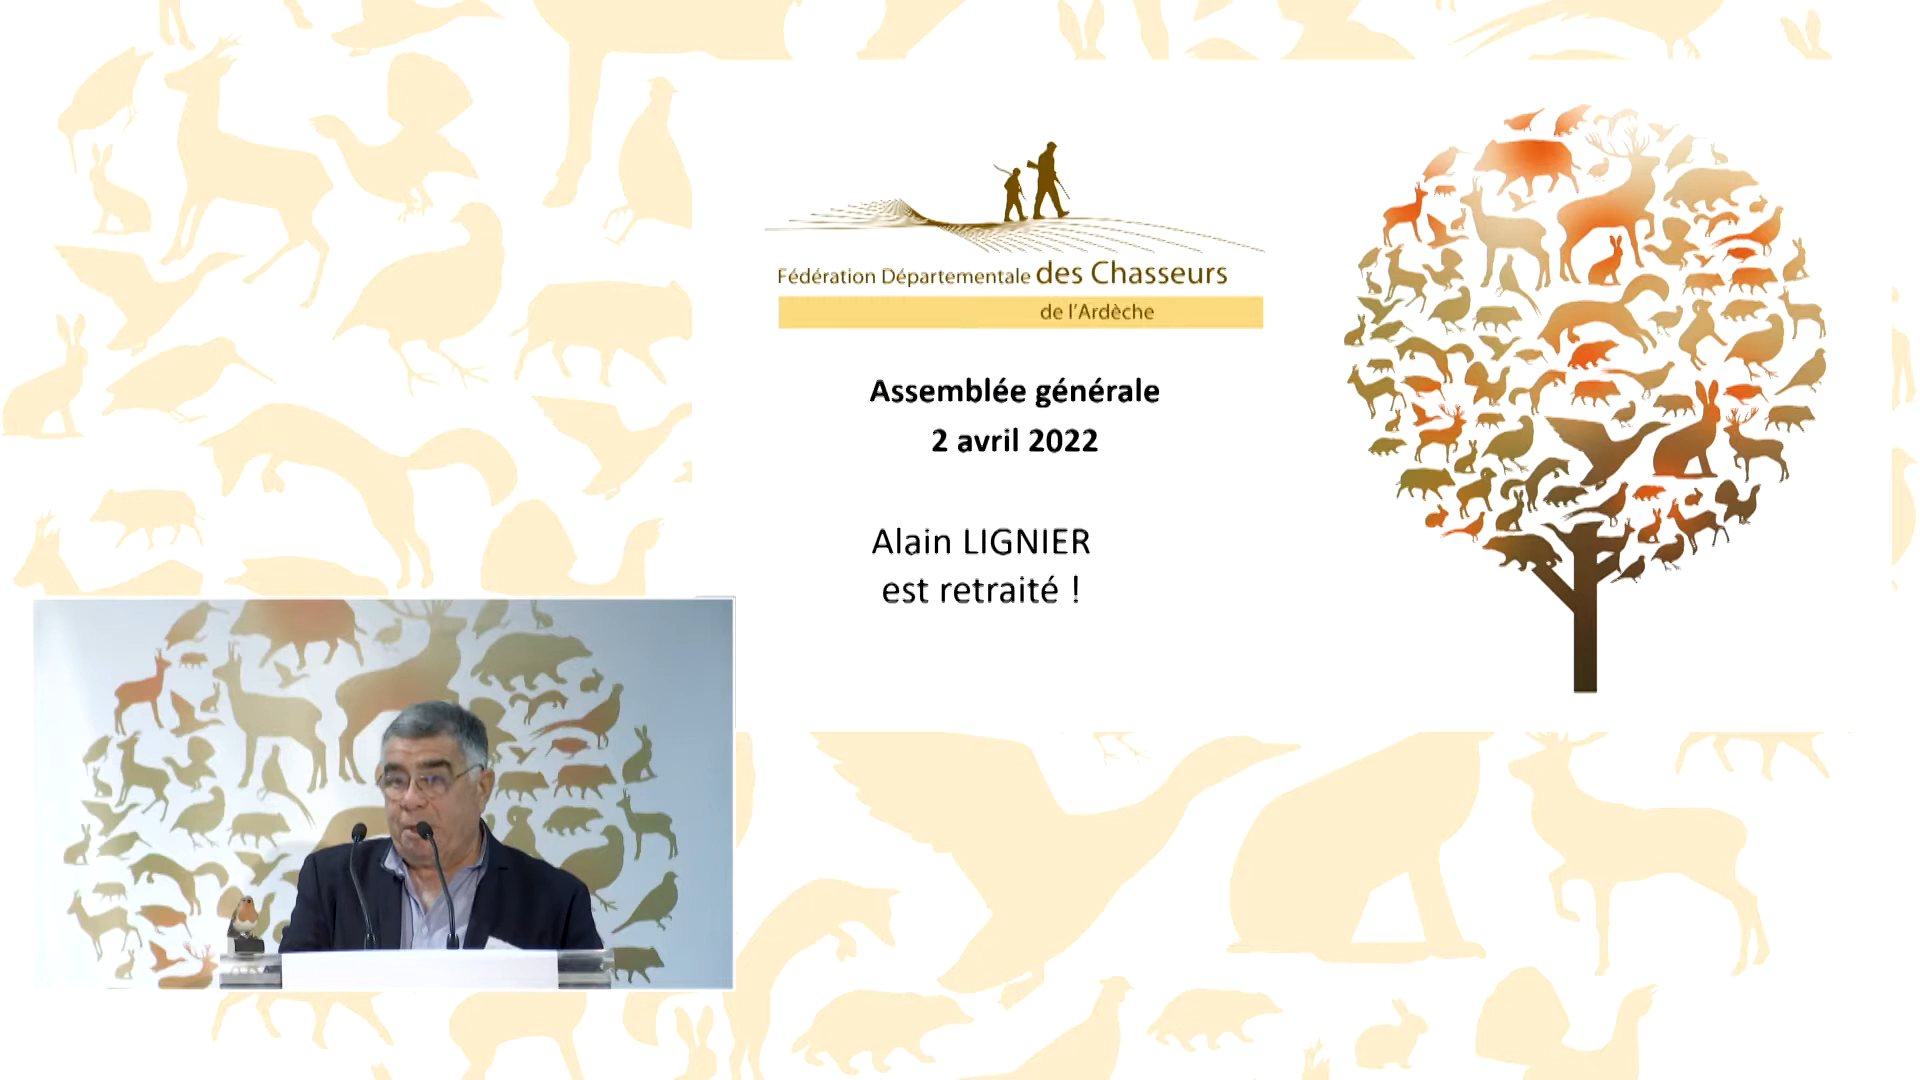 Fédération Départementale des Chasseurs
de l'Ardèche
Assemblée générale
2 avril 2022
Alain LIGNIER
est retraité !